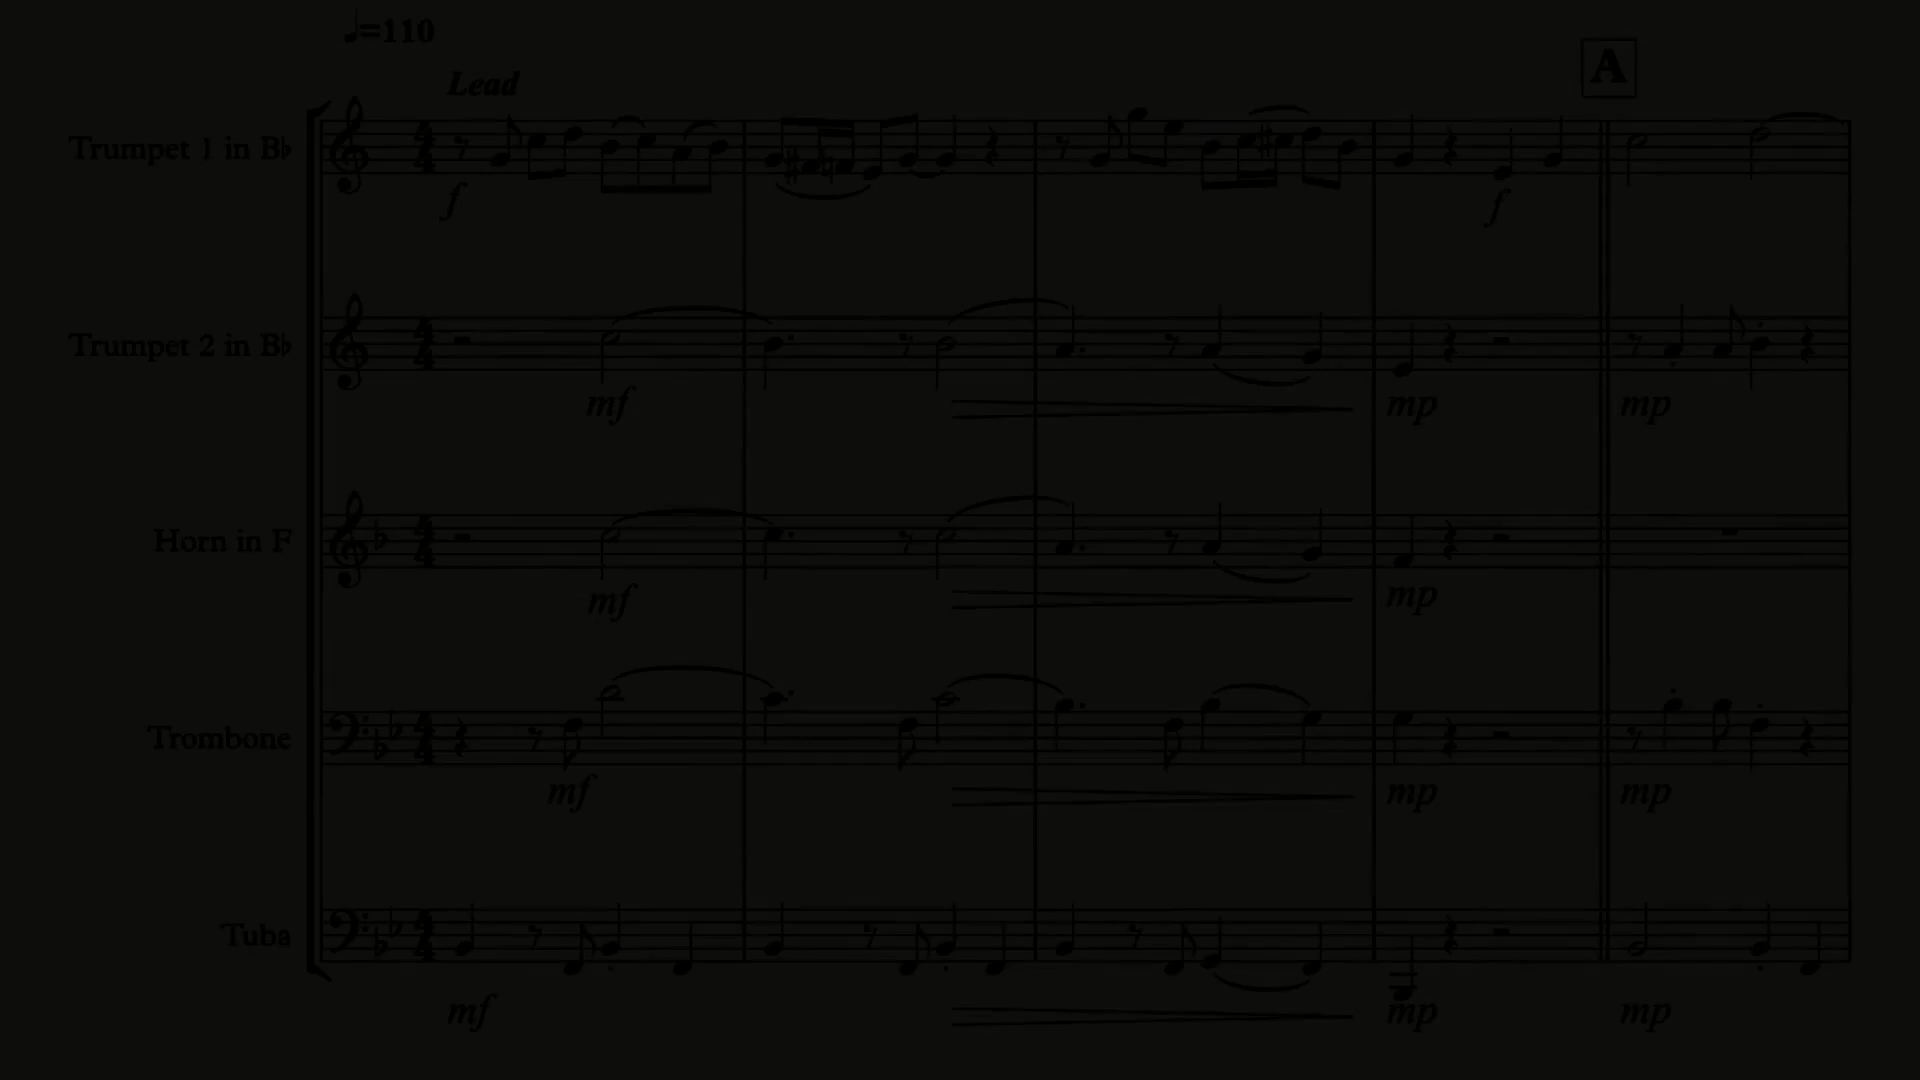 ♩=110
A
Lead
Trumpet 1 in B♭
f
f
Trumpet 2 in B♭
mf
mp
mp
Horn in F
mf
mp
Trombone
mf
mp
mp
Tuba
mf
mp
mp